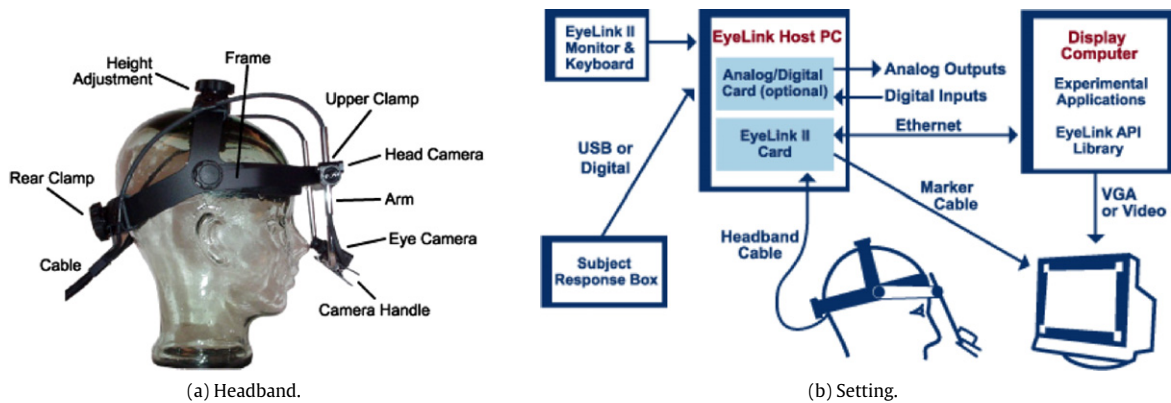 Height
Adjustment
Frame
Upper Clamp
Head Camera
Rear Clamp
Arm
Eye Camera
Cable
Camera Handle
(a) Headband.
EyeLink II
Monitor &
Keyboard
EyeLink Host PC
Analog/Digital
Card (optional)
EyeLink II
Card
Analog Outputs
Digital Inputs
Ethernet
Display
Computer
Experimental
Applications
EyeLink API
Library
USB or
Digital
Marker
Cable
VGA
or Video
Headband
Cable
Subject
Response Box
(b) Setting.